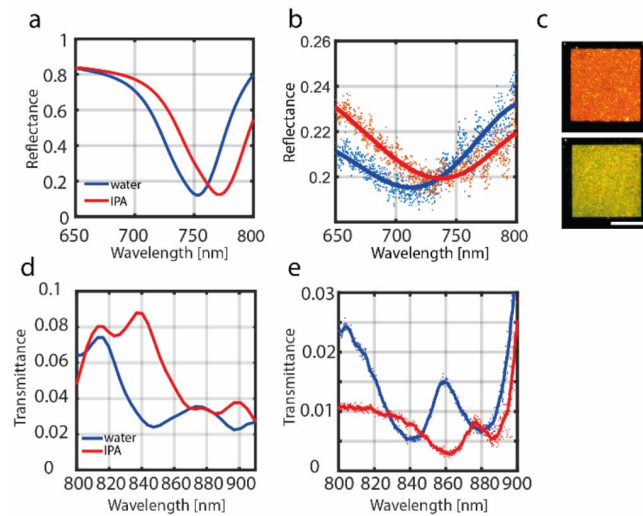 a
b
c
1
0.8
0.6
0.4
0.2
0
Reflectance
water
IPA
650 700 750 800
Wavelength [nm]
0.26
0.24
0.22
0.2
Reflectance
650 700 750 800
Wavelength [nm]
d
e
0.1
0.08
0.06
0.04
0.02
0
Transmittance
water
IPA
800 820 840 860 880 900
Wavelength [nm]
0.03
0.02
0.01
0
Transmittance
800 820 840 860 880 900
Wavelength [nm]